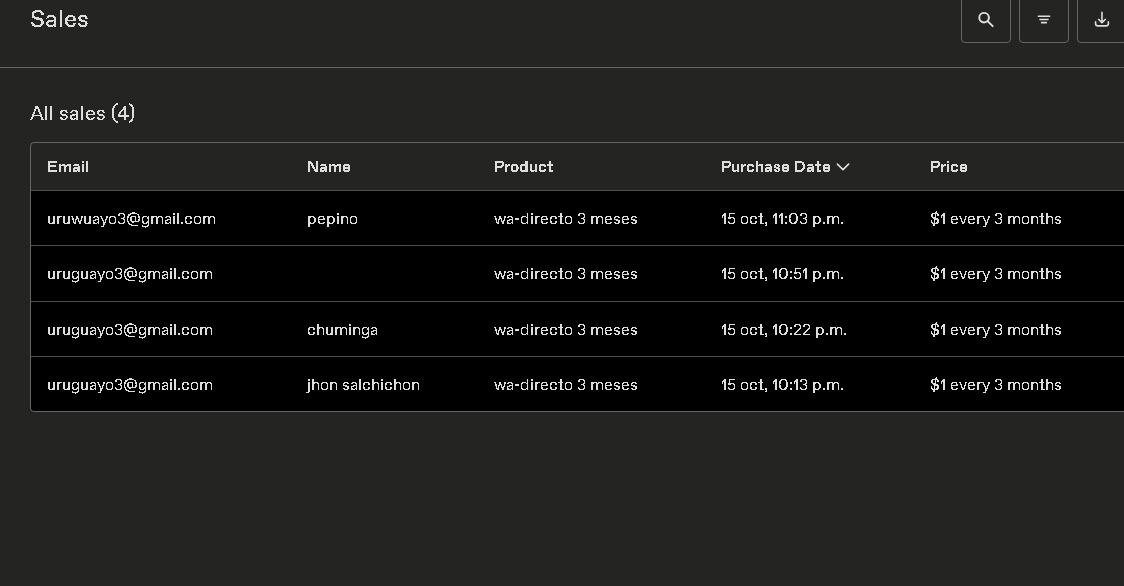 Sales
All sales (4)
Email Name Product Purchase Date Price
uruwuayo3@gmail.com pepino wa-directo 3 meses 15 oct, 11:03 p.m. $1 every 3 months
uruguayo3@gmail.com wa-directo 3 meses 15 oct, 10:51 p.m. $1 every 3 months
uruguayo3@gmail.com chuminga wa-directo 3 meses 15 oct, 10:22 p.m. $1 every 3 months
uruguayo3@gmail.com jhon salchichon wa-directo 3 meses 15 oct, 10:13 p.m. $1 every 3 months